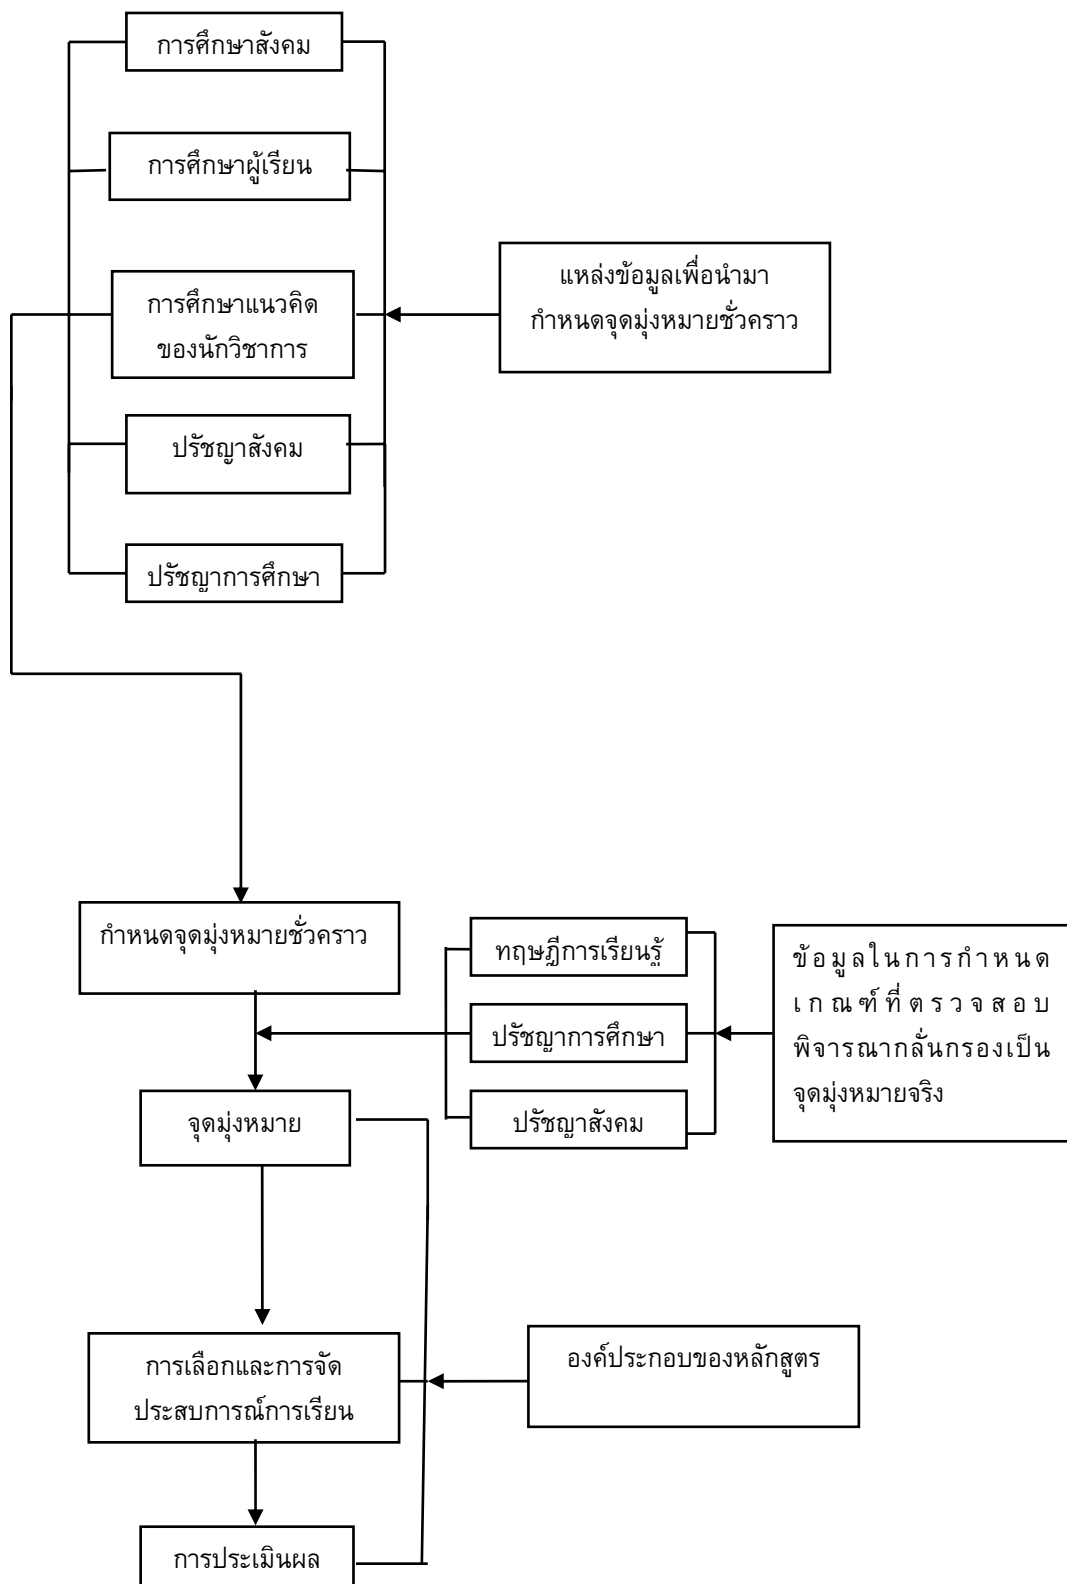 การศึกษาสังคม
การศึกษาผู้เรียน
การศึกษาแนวคิด
ของนักวิชาการ
แหล่งข้อมูลเพื่อนำมา
กำหนดจุดมุ่งหมายชั่วคราว
ปรัชญาสังคม
ปรัชญาการศึกษา
กำหนดจุดมุ่งหมายชั่วคราว
ทฤษฎีการเรียนรู้
ปรัชญาการศึกษา
ปรัชญาสังคม
ข้อมูลในการกำหนด
เกณฑ์ที่ตรวจสอบ
พิจารณากลั่นกรองเป็น
จุดมุ่งหมายจริง
จุดมุ่งหมาย
การเลือกและการจัด
ประสบการณ์การเรียน
องค์ประกอบของหลักสูตร
การประเมินผล